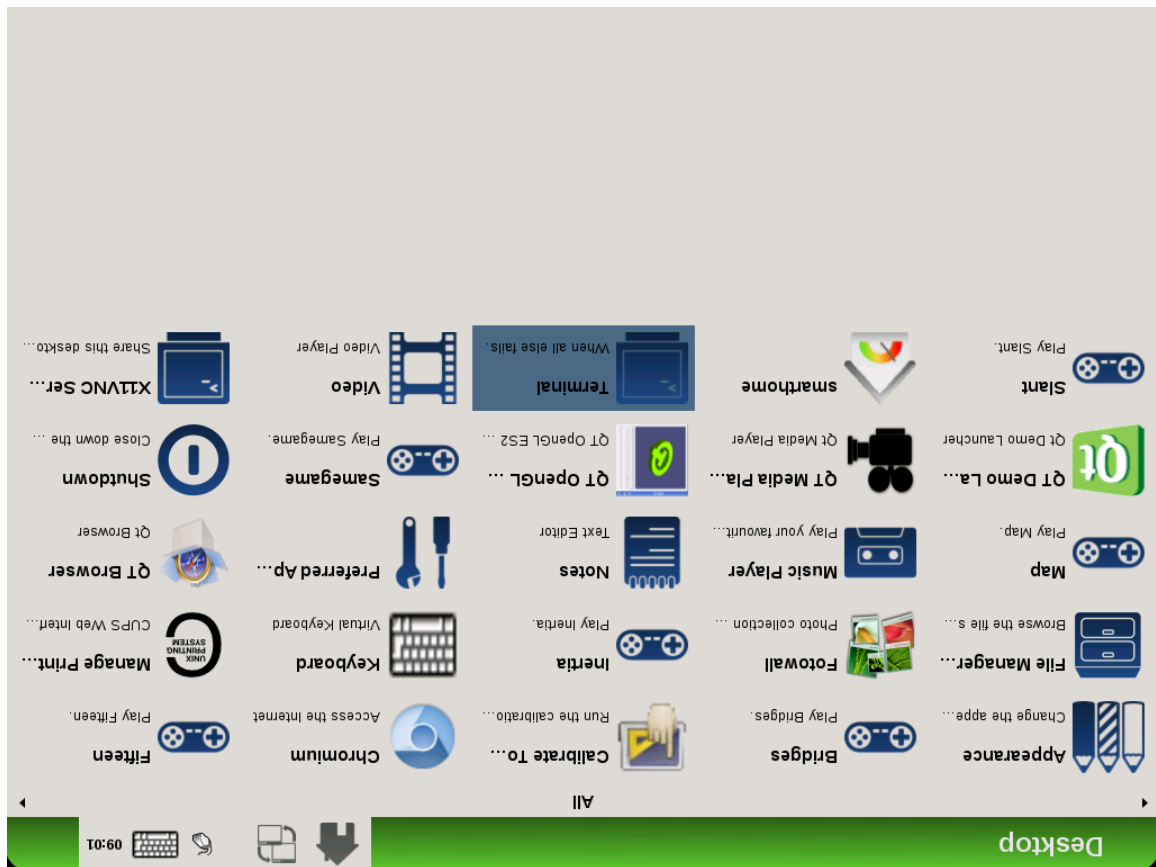 Desktop
09:01
All
Appearance
Change the appe...
Bridges
Play Bridges.
Calibrate To...
Run the calibratio...
Chromium
Access the Internet
Fifteen
Play Fifteen.
File Manager...
Browse the file s...
Fotowall
Photo collection ...
Inertia
Play Inertia.
Keyboard
Virtual Keyboard
UNIX
PRINTING
SYSTEM
Manage Print...
CUPS Web Interf...
Map
Play Map.
Music Player
Play your favourit...
Notes
Text Editor
Preferred Ap...
QT Browser
Qt Browser
Qt
QT Demo La...
Qt Demo Launcher
QT Media Pla...
Qt Media Player
QT OpenGL ...
QT OpenGL ES2 ...
Samegame
Play Samegame.
Shutdown
Close down the ...
Slant
Play Slant.
smarthome
Terminal
When all else fails.
Video
Video Player
X11VNC Ser...
Share this deskto...